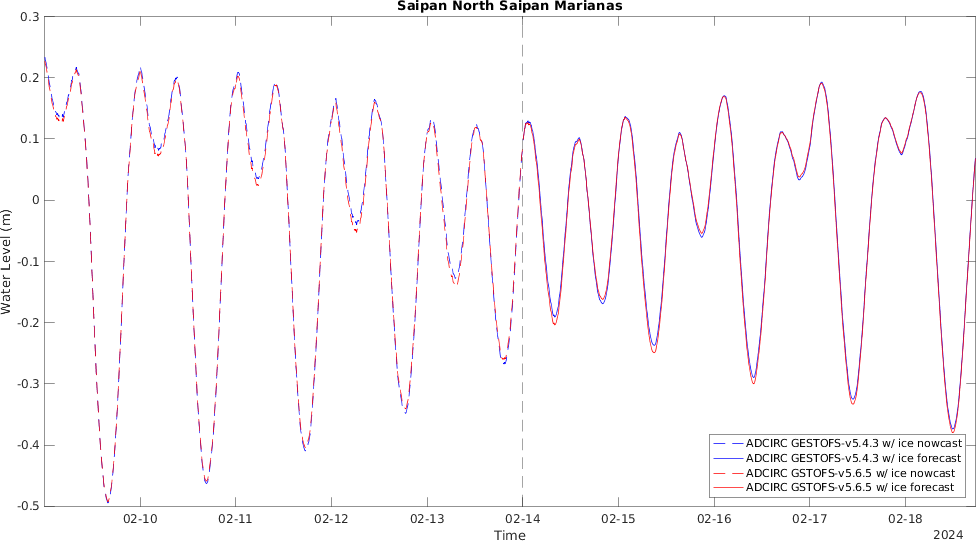 Saipan North Saipan Marianas
0.3
0.2
0.1
0
-0.1
-0.2
-0.3
-0.4
-0.5
Water Level (m)
ADCIRC GESTOFS-v5.4.3 w/ ice nowcast
ADCIRC GESTOFS-v5.4.3 w/ ice forecast
ADCIRC GSTOFS-v5.6.5 w/ ice nowcast
ADCIRC GSTOFS-v5.6.5 w/ ice forecast
02-10 02-11 02-12 02-13 02-14 02-15 02-16 02-17 02-18
Time
2024